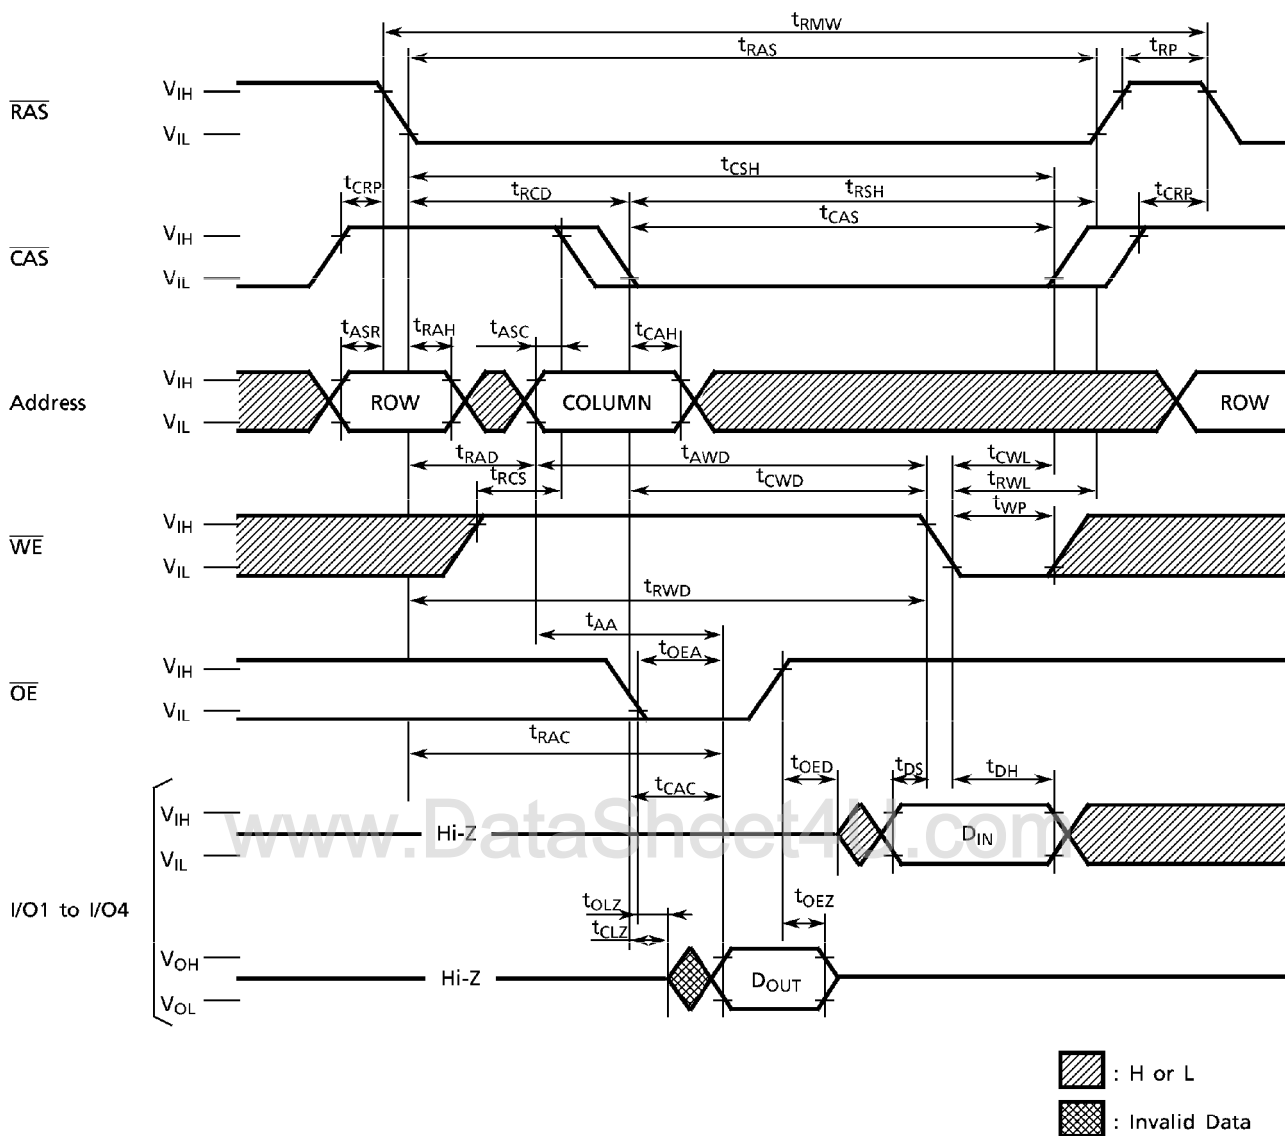 tRMW
tRAS
tRP
RAS
VIH
VIL
tCSH
tCRP
tRCD
tRSH
tCRP
tCAS
CAS
VIH
VIL
tASR
tRAH
tASC
tCAH
Address
VIH
VIL
ROW
COLUMN
ROW
tRAD
tAWD
tCWL
tRCS
tCWD
tRWL
tWP
WE
VIH
VIL
tRWD
tAA
tOEA
OE
VIH
VIL
tRAC
tOED
tDS
tDH
tCAC
VIH
VIL
Hi-Z
DIN
www.DataSheet4U.com
I/O1 to I/O4
tOLZ
tOEZ
tCLZ
VOH
VOL
Hi-Z
DOUT
: H or L
: Invalid Data